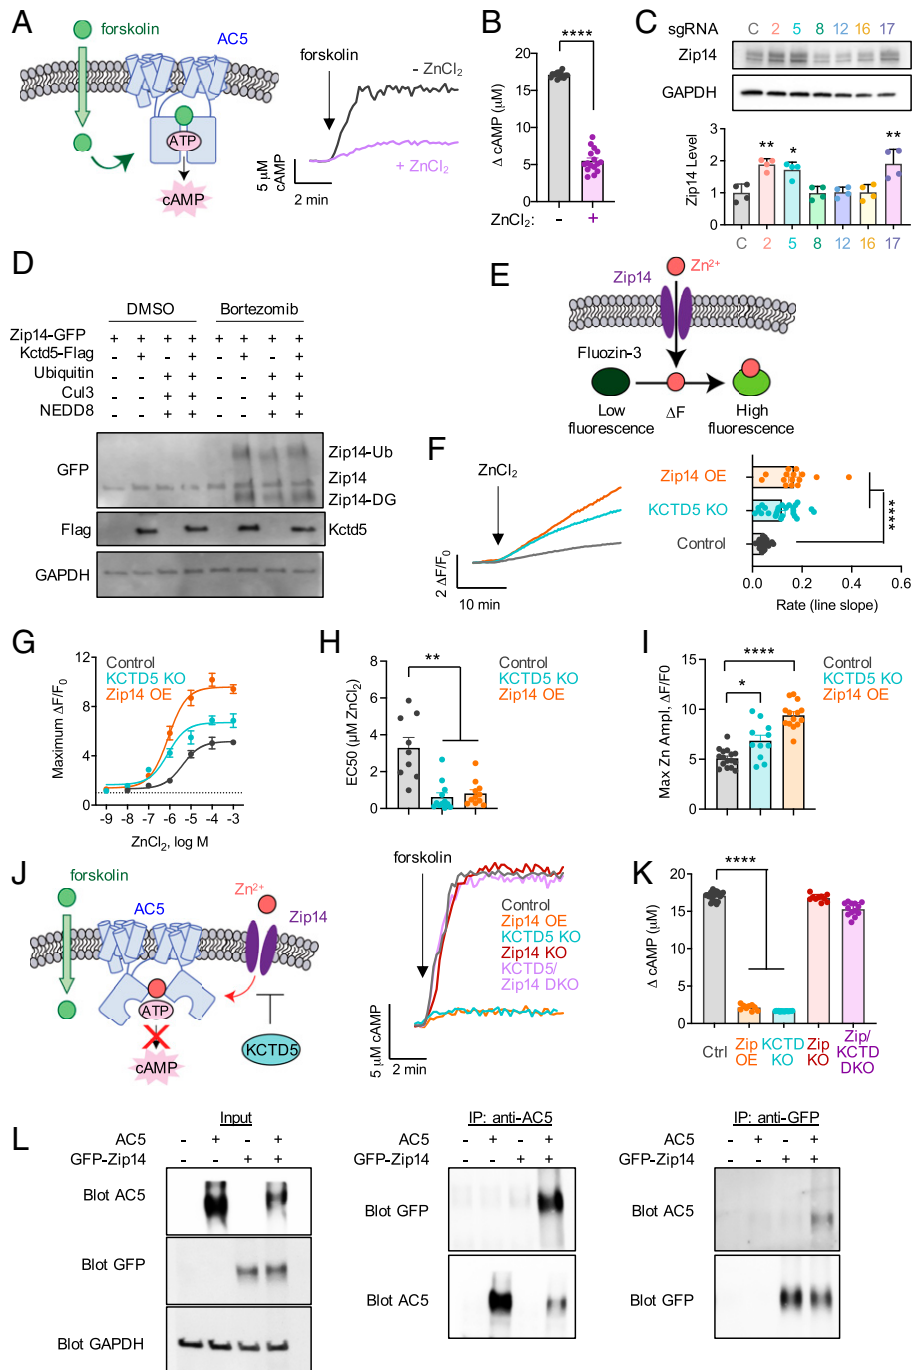 A
forskolin
AC5
ATP
cAMP
forskolin
- ZnCl2
+ ZnCl2
5 µM
cAMP
2 min
B
****
Δ cAMP (µM)
20
15
10
5
0
ZnCl2: - +
C
sgRNA C 2 5 8 12 16 17
Zip14
GAPDH
Zip14 Level
3
2
1
0
** * **
C 2 5 8 12 16 17
D
DMSO Bortezomib
Zip14-GFP + + + + + + + +
Kctd5-Flag - + - + - + - +
Ubiquitin - - + + - - + +
Cul3 - - + + - - + +
NEDD8 - - + + - - + +
GFP
Zip14-Ub
Zip14
Zip14-DG
Flag
Kctd5
GAPDH
E
Zip14
Zn2+
Fluozin-3
Low
fluorescence
ΔF
High
fluorescence
F
ZnCl2
2 ΔF/F0
10 min
Zip14 OE
KCTD5 KO
Control
****
0.0 0.2 0.4 0.6
Rate (line slope)
G
Control
KCTD5 KO
Zip14 OE
Maximum ΔF/F0
12
8
4
0
-9 -8 -7 -6 -5 -4 -3
ZnCl2, log M
H
**
Control
KCTD5 KO
Zip14 OE
EC50 (µM ZnCl2)
8
6
4
2
0
I
****
*
Control
KCTD5 KO
Zip14 OE
Max Zn Ampl, ΔF/F0
15
10
5
0
J
forskolin
AC5
Zn2+
Zip14
ATP
cAMP
KCTD5
forskolin
Control
Zip14 OE
KCTD5 KO
Zip14 KO
KCTD5/
Zip14 DKO
5 µM cAMP
2 min
K
****
Δ cAMP (µM)
20
15
10
5
0
Ctrl
Zip
OE
KCTD
KO
Zip
KO
Zip/
KCTD
DKO
L
Input
AC5 - + - +
GFP-Zip14 - - + +
Blot AC5
Blot GFP
Blot GAPDH
IP: anti-AC5
AC5 - + - +
GFP-Zip14 - - + +
Blot GFP
Blot AC5
IP: anti-GFP
AC5 - + - +
GFP-Zip14 - - + +
Blot AC5
Blot GFP